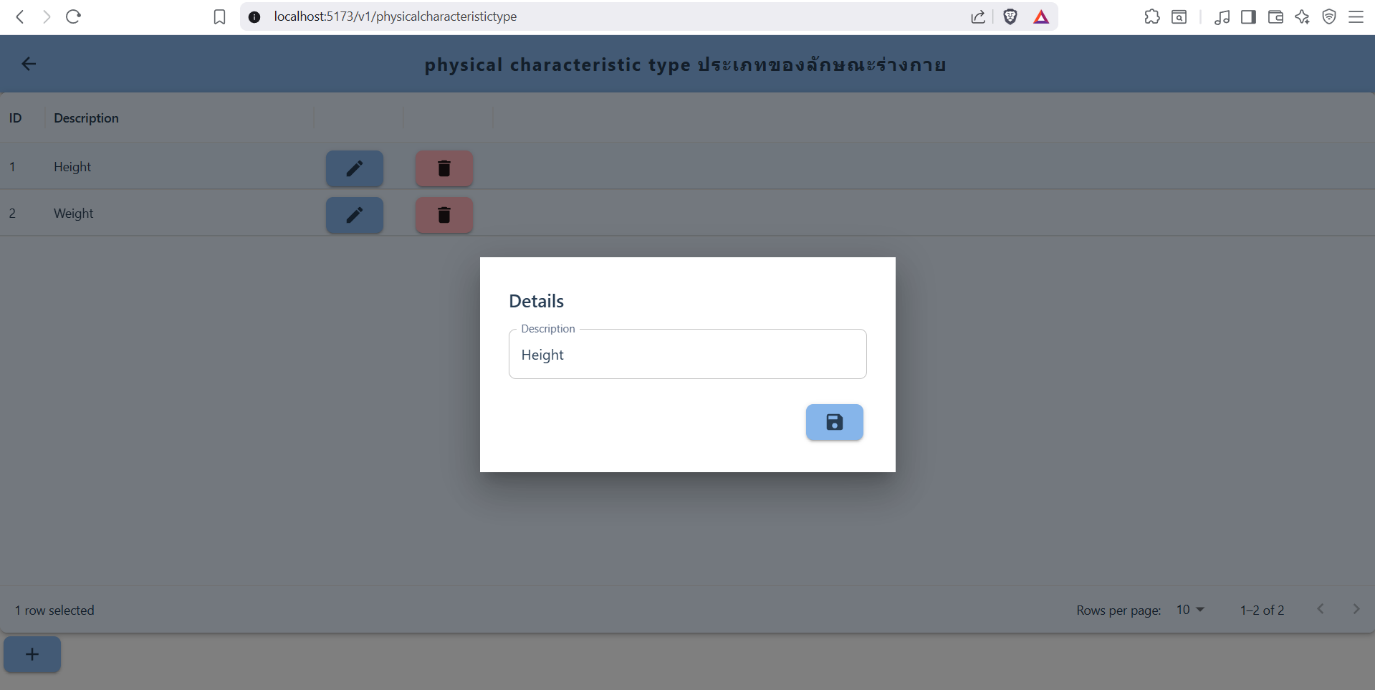 localhost:5173/v1/physicalcharacteristictype
physical characteristic type ประเภทของลักษณะร่างกาย
ID Description
1 Height
2 Weight
Details
Description
Height
1 row selected Rows per page: 10 1–2 of 2